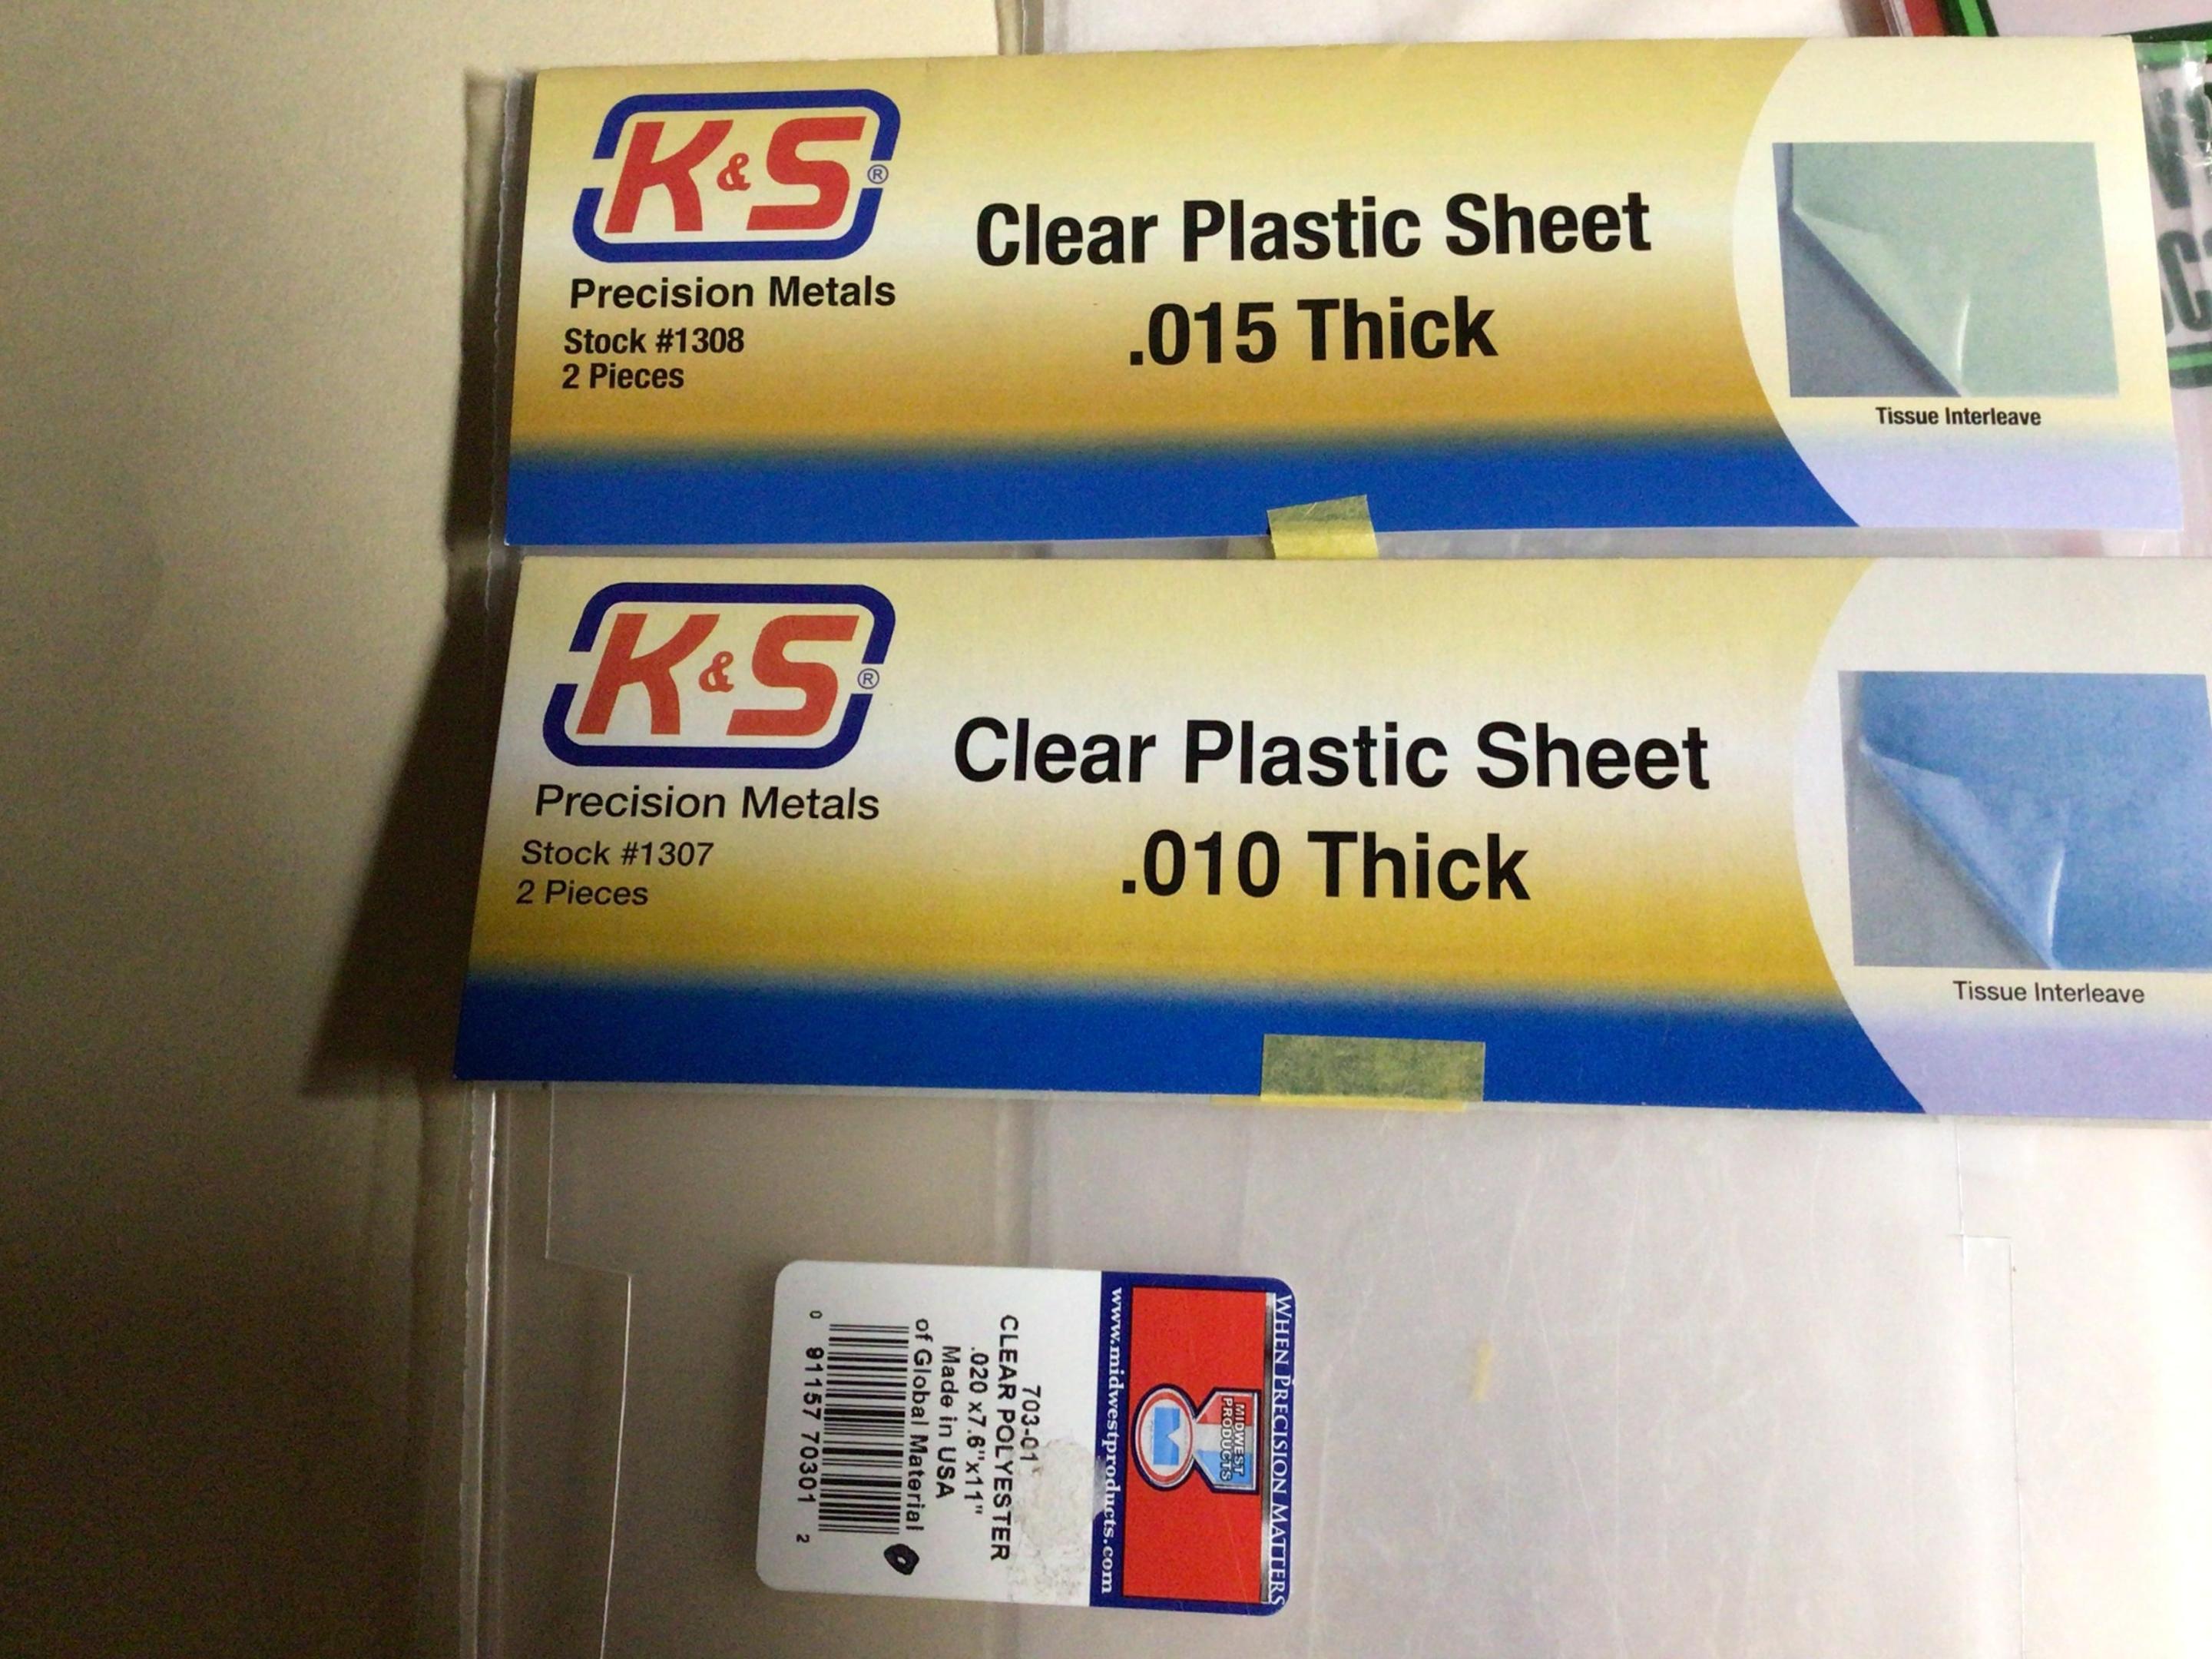 K&S®
Precision Metals
Stock #1308
2 Pieces
Clear Plastic Sheet
.015 Thick
Tissue Interleave
K&S®
Precision Metals
Stock #1307
2 Pieces
Clear Plastic Sheet
.010 Thick
Tissue Interleave
WHEN PRECISION MATTERS
MIDWEST
PRODUCTS
www.midwestproducts.com
703-01
CLEAR POLYESTER
.020 x7.6"x11"
Made in USA
of Global Material
0 91157 70301 2